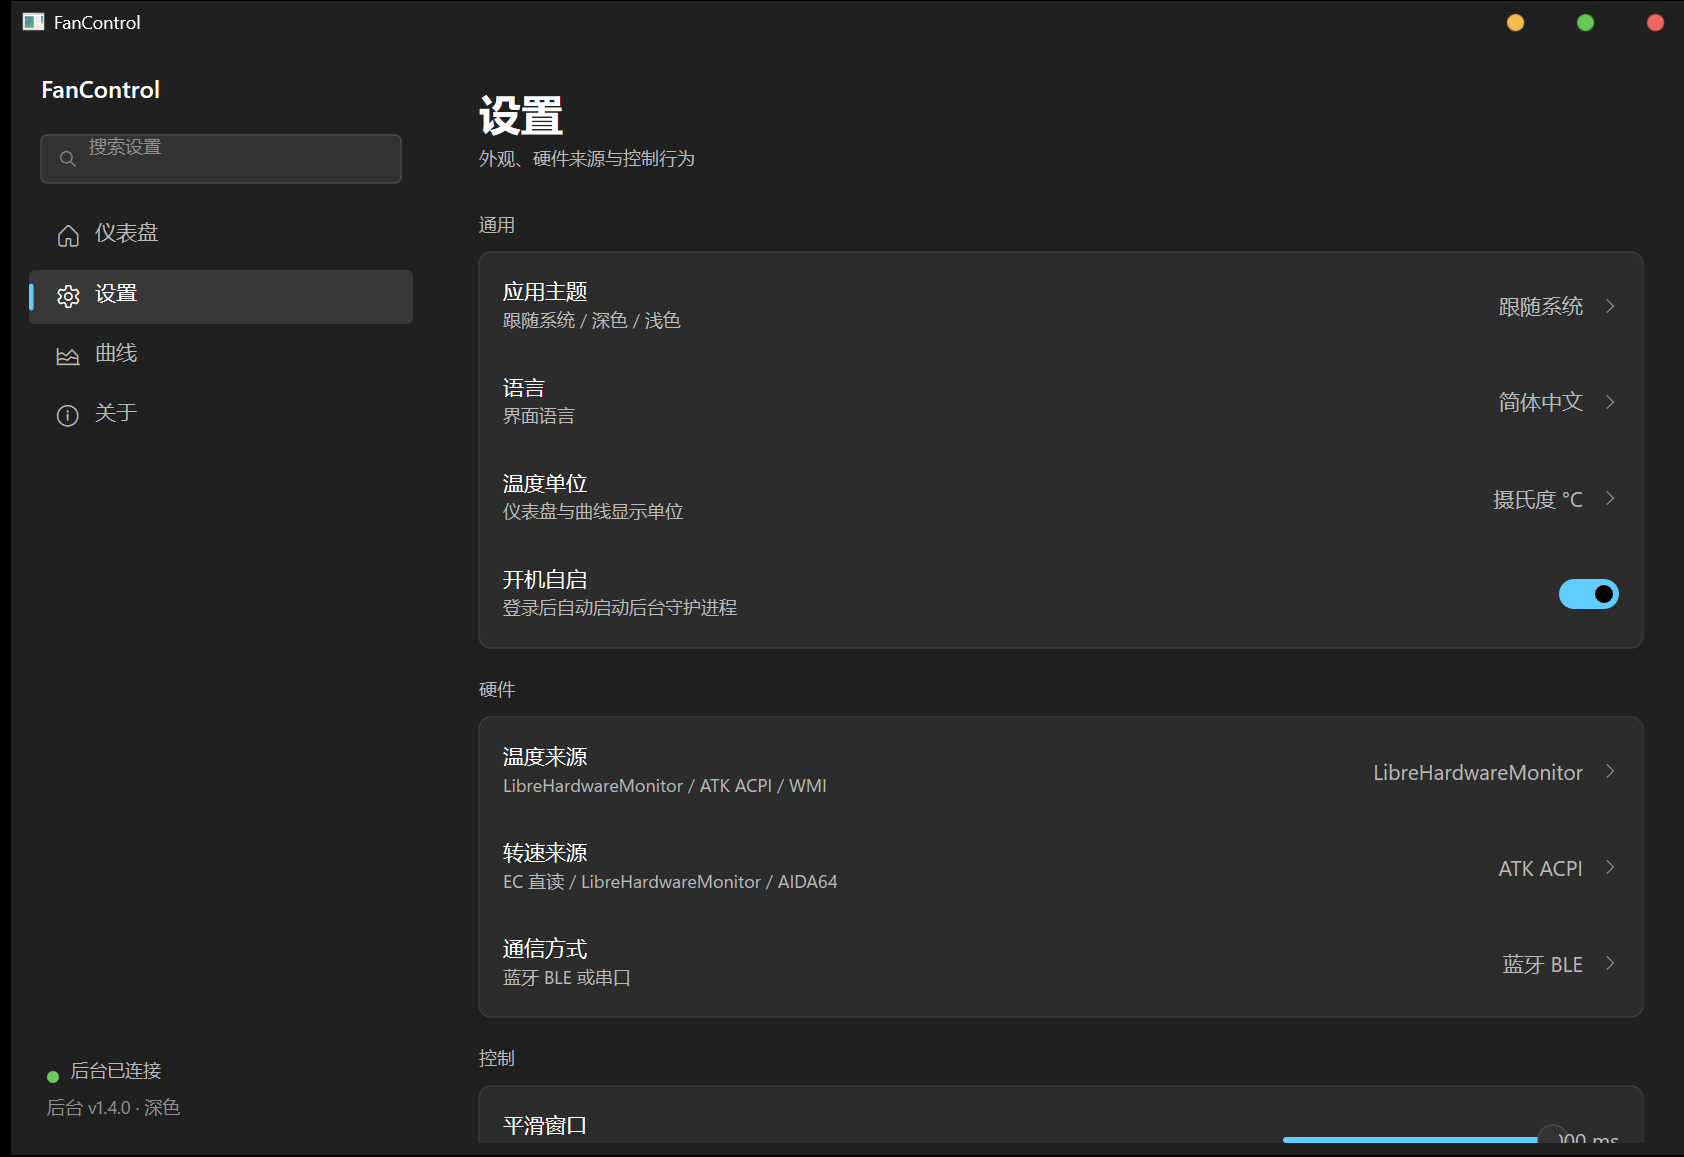 FanControl
FanControl
搜索设置
仪表盘
设置
曲线
关于
后台已连接
后台 v1.4.0 · 深色
设置
外观、硬件来源与控制行为
通用
应用主题
跟随系统 / 深色 / 浅色
跟随系统
语言
界面语言
简体中文
温度单位
仪表盘与曲线显示单位
摄氏度 °C
开机自启
登录后自动启动后台守护进程
硬件
温度来源
LibreHardwareMonitor / ATK ACPI / WMI
LibreHardwareMonitor
转速来源
EC 直读 / LibreHardwareMonitor / AIDA64
ATK ACPI
通信方式
蓝牙 BLE 或串口
蓝牙 BLE
控制
平滑窗口
ms